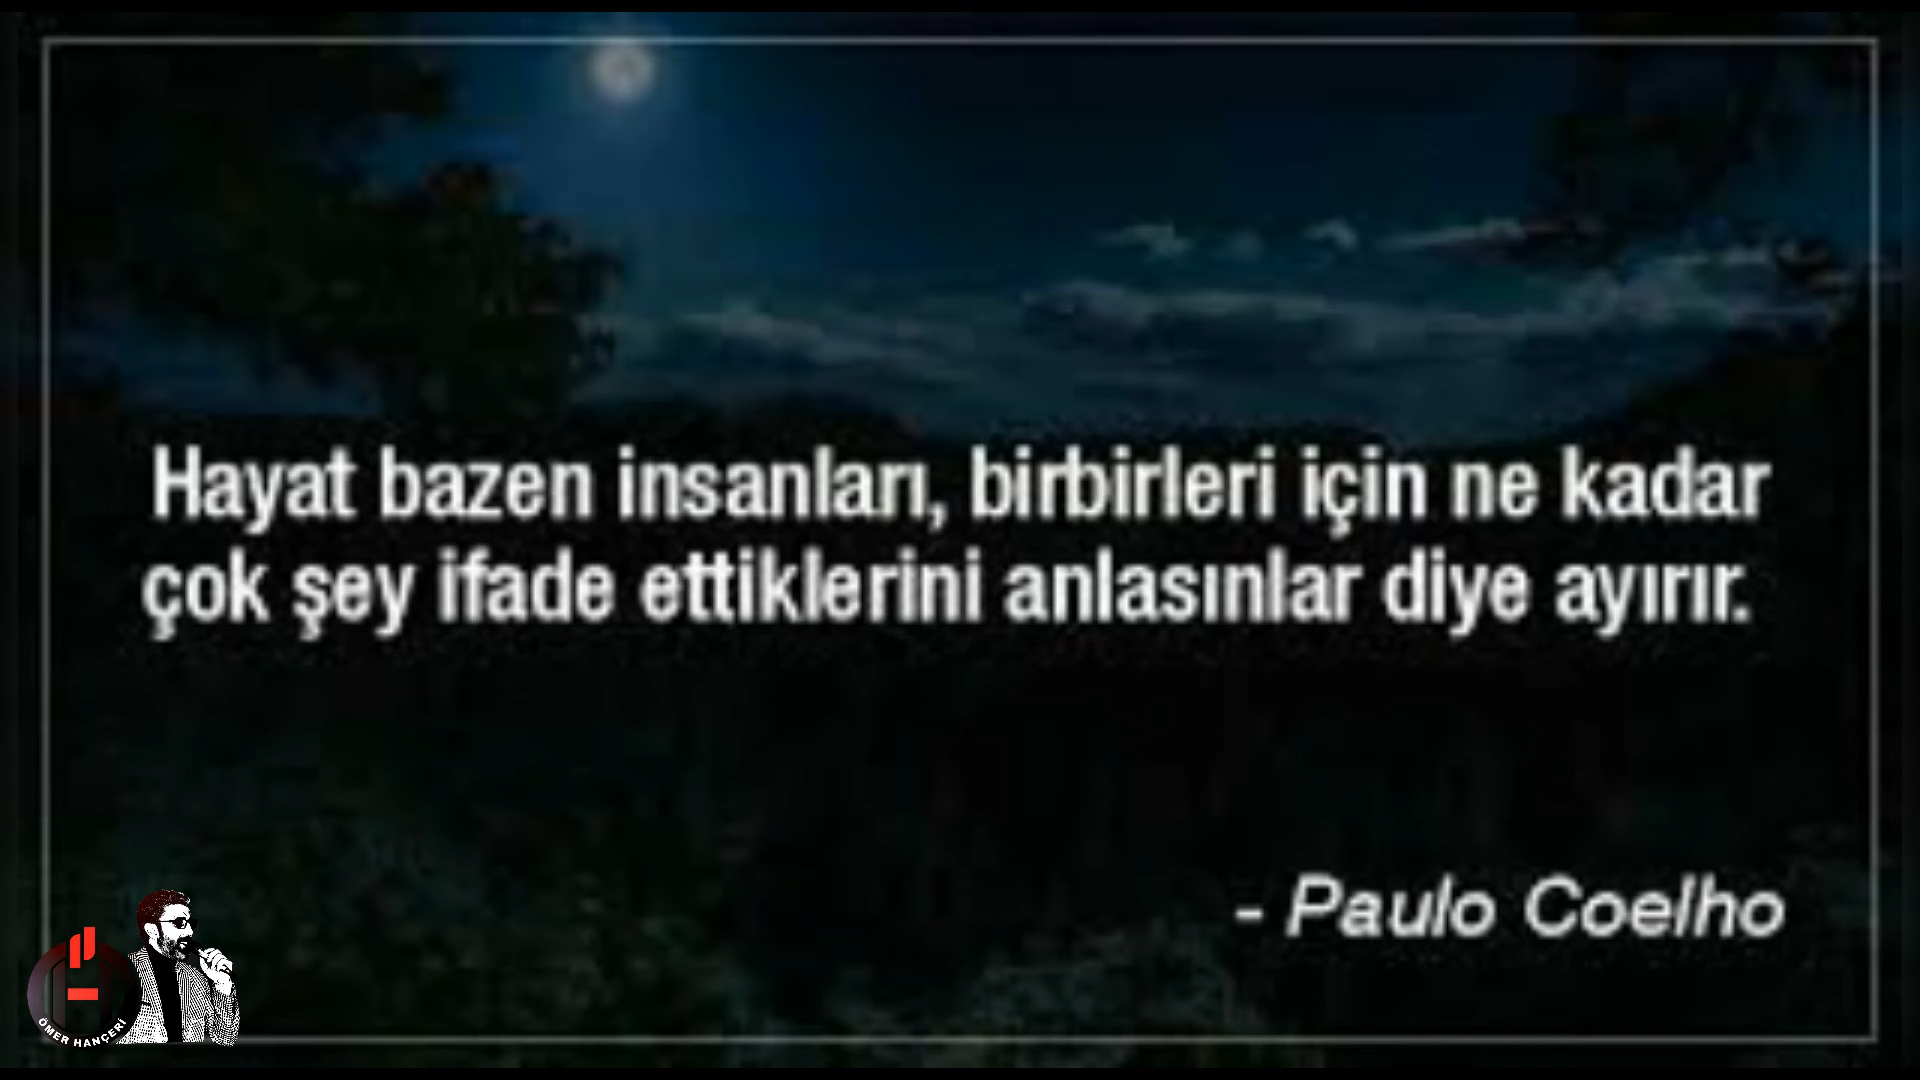 Hayat bazen insanları, birbirleri için ne kadar
çok şey ifade ettiklerini anlasınlar diye ayırır.
- Paulo Coelho
ÖMER HANÇERİ